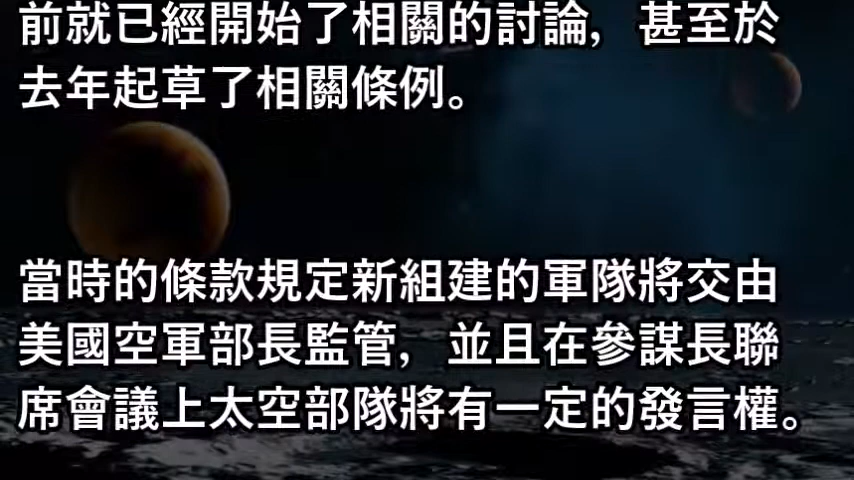 前就已經開始了相關的討論，甚至於
去年起草了相關條例。
當時的條款規定新組建的軍隊將交由
美國空軍部長監管，並且在參謀長聯
席會議上太空部隊將有一定的發言權。